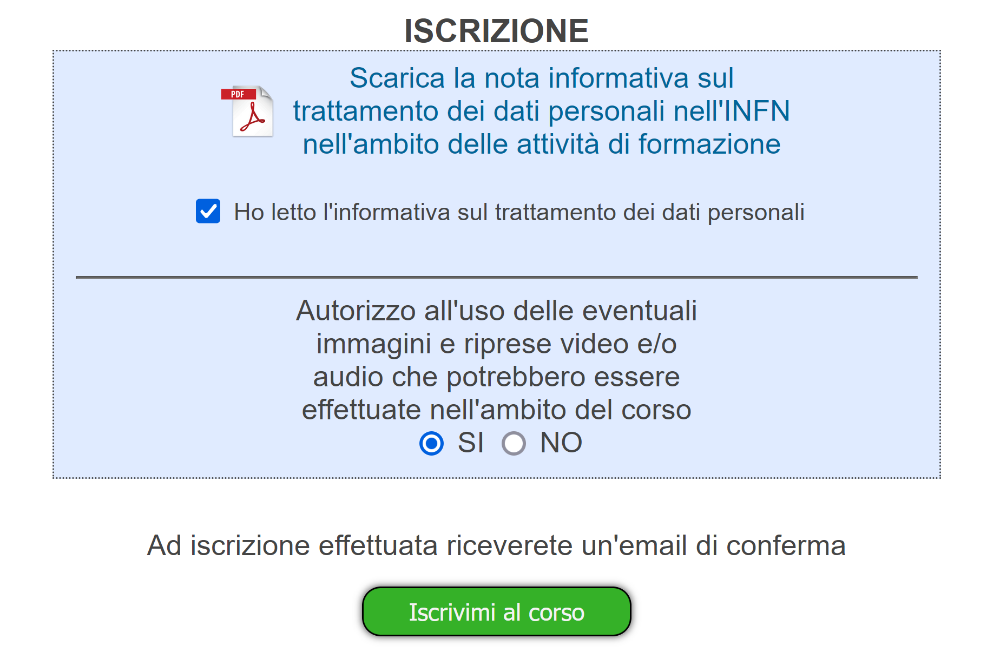 ISCRIZIONE
PDF
Scarica la nota informativa sul
trattamento dei dati personali nell'INFN
nell'ambito delle attività di formazione
Ho letto l'informativa sul trattamento dei dati personali
Autorizzo all'uso delle eventuali
immagini e riprese video e/o
audio che potrebbero essere
effettuate nell'ambito del corso
SI NO
Ad iscrizione effettuata riceverete un'email di conferma
Iscrivimi al corso